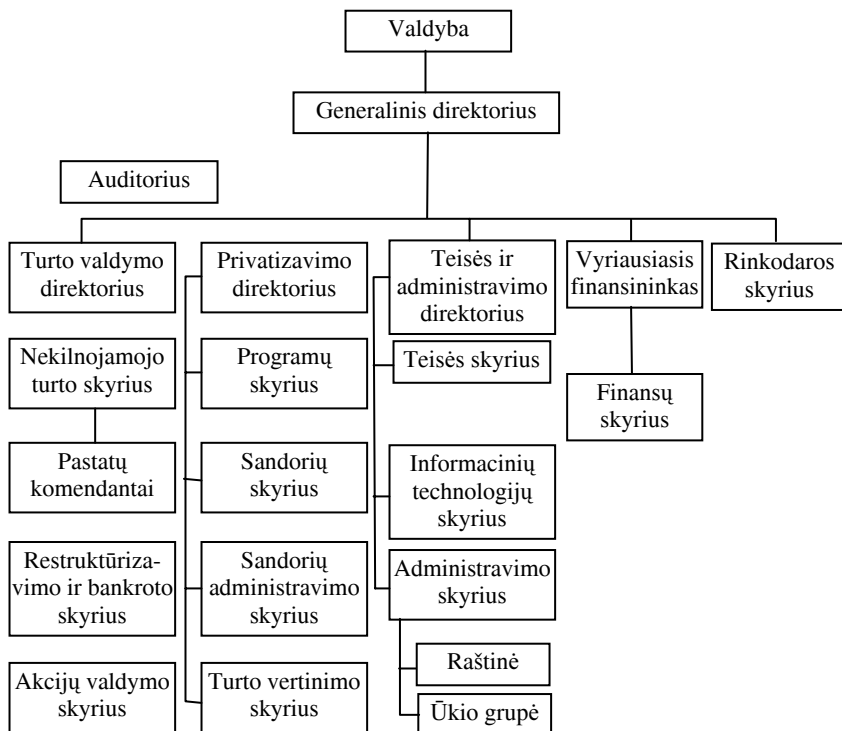 Valdyba
Generalinis direktorius
Auditorius
Turto valdymo
direktorius
Privatizavimo
direktorius
Teisės ir
administravimo
direktorius
Vyriausiasis
finansininkas
Rinkodaros
skyrius
Nekilnojamojo
turto skyrius
Programų
skyrius
Teisės skyrius
Finansų
skyrius
Pastatų
komendantai
Sandorių
skyrius
Informacinių
technologijų
skyrius
Restruktūriza-
vimo ir bankroto
skyrius
Sandorių
administravimo
skyrius
Administravimo
skyrius
Raštinė
Akcijų valdymo
skyrius
Turto vertinimo
skyrius
Ūkio grupė